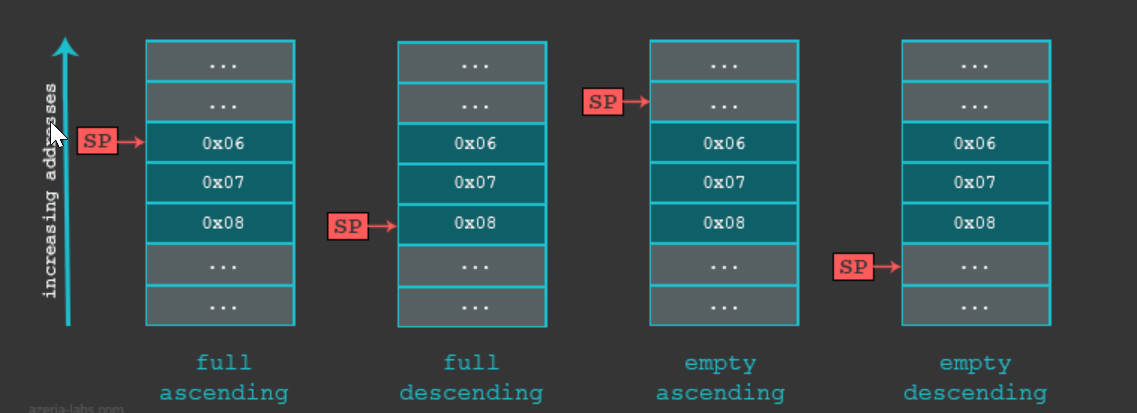 increasing addresses
SP
...
...
0x06
0x07
0x08
...
...
full
ascending
SP
...
...
0x06
0x07
0x08
...
...
full
descending
SP
...
...
0x06
0x07
0x08
...
...
empty
ascending
SP
...
...
0x06
0x07
0x08
...
...
empty
descending
azeria-labs.com